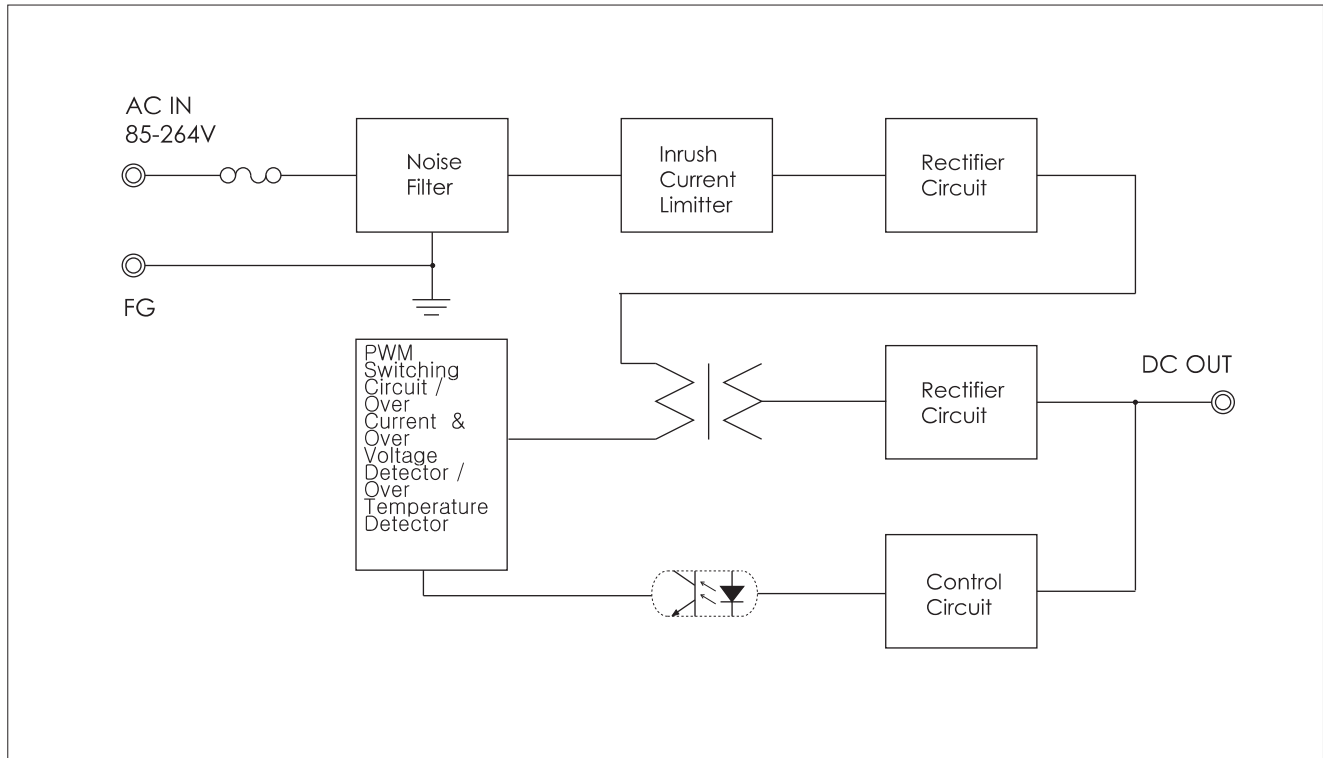 AC IN
85-264V
Noise
Filter
Inrush
Current
Limitter
Rectifier
Circuit
FG
PWM
Switching
Circuit /
Over
Current &
Over
Voltage
Detector /
Over
Temperature
Detector
Rectifier
Circuit
DC OUT
Control
Circuit